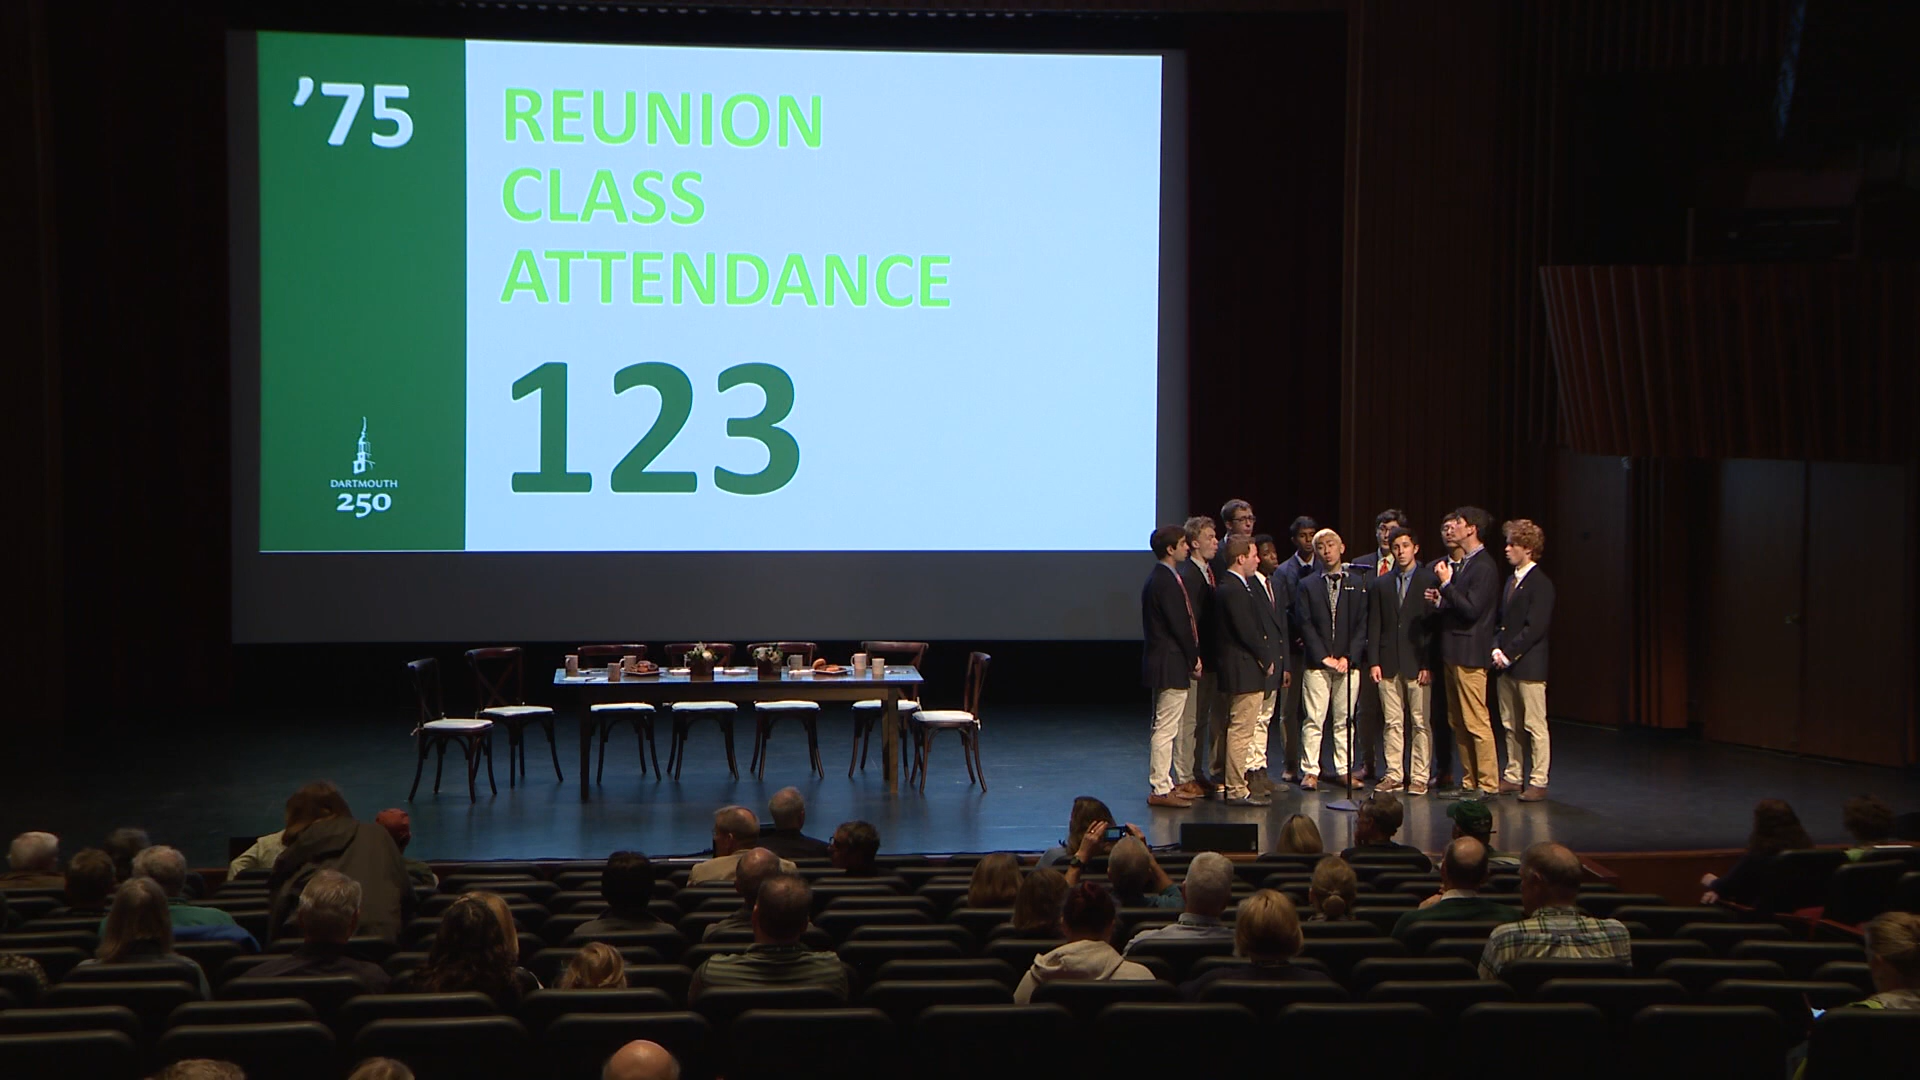 ’75
REUNION
CLASS
ATTENDANCE
123
DARTMOUTH
250